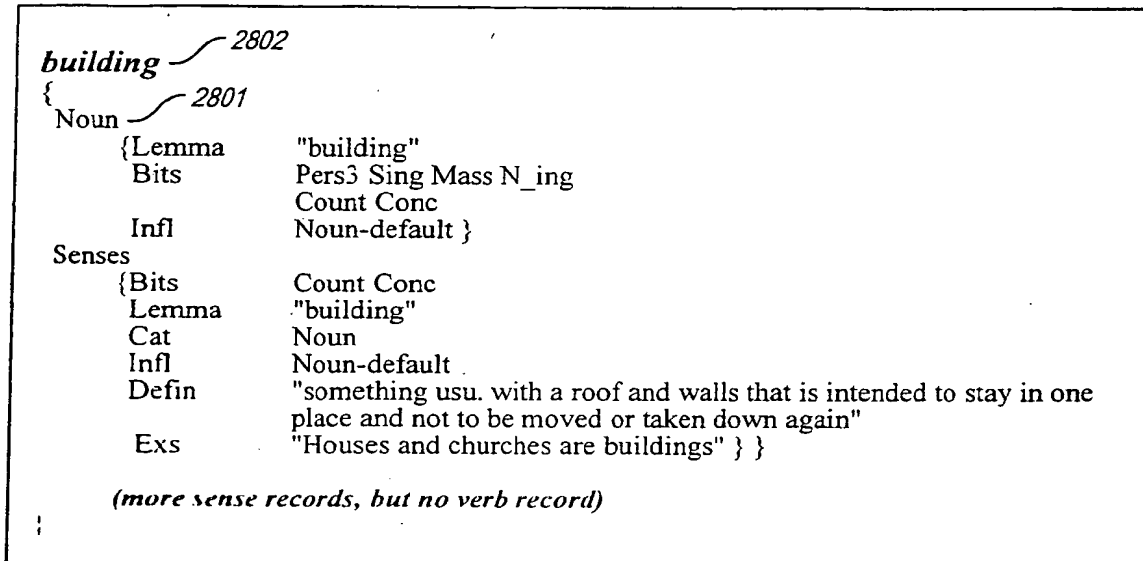 building 2802
{
Noun 2801
{Lemma "building"
Bits Pers3 Sing Mass N_ing
Count Conc
Infl Noun-default }
Senses
{Bits Count Conc
Lemma "building"
Cat Noun
Infl Noun-default
Defin "something usu. with a roof and walls that is intended to stay in one
place and not to be moved or taken down again"
Exs "Houses and churches are buildings" } }
(more sense records, but no verb record)